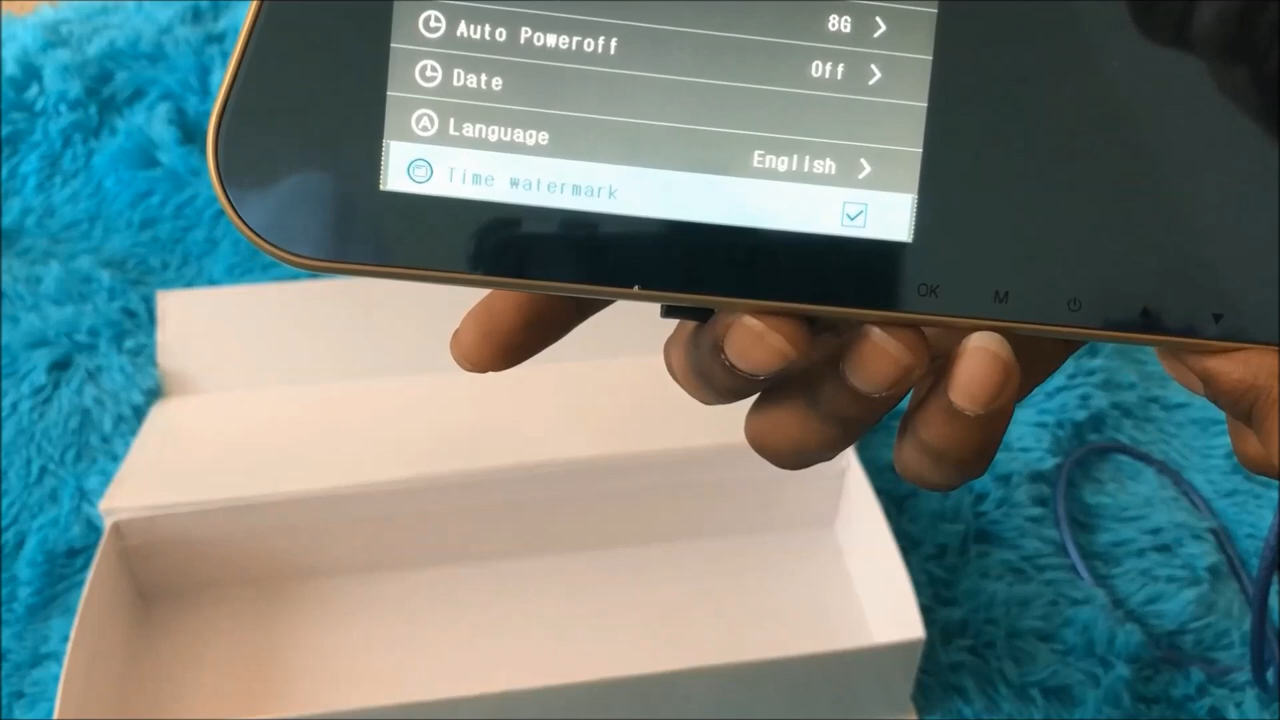 8G
Auto Poweroff
Off
Date
Language
English
Time watermark
OK
M